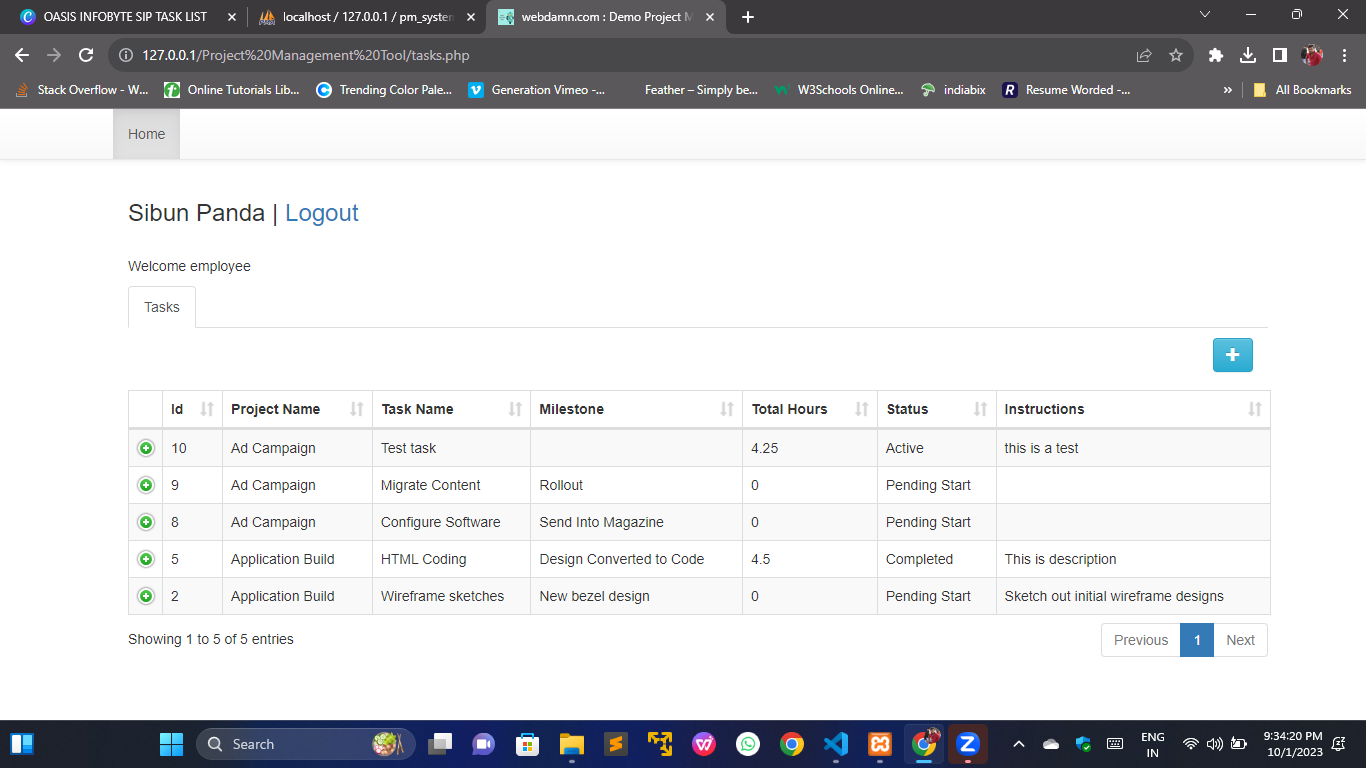 OASIS INFOBYTE SIP TASK LIST
localhost / 127.0.0.1 / pm_system
webdamn.com : Demo Project M
127.0.0.1/Project%20Management%20Tool/tasks.php
Stack Overflow - W... Online Tutorials Lib... Trending Color Pale... Generation Vimeo -... Feather – Simply be... W3Schools Online... indiabix R Resume Worded -... » All Bookmarks
Home
Sibun Panda | Logout
Welcome employee
Tasks
+
Id Project Name Task Name Milestone Total Hours Status Instructions
10 Ad Campaign Test task 4.25 Active this is a test
9 Ad Campaign Migrate Content Rollout 0 Pending Start
8 Ad Campaign Configure Software Send Into Magazine 0 Pending Start
5 Application Build HTML Coding Design Converted to Code 4.5 Completed This is description
2 Application Build Wireframe sketches New bezel design 0 Pending Start Sketch out initial wireframe designs
Showing 1 to 5 of 5 entries
Previous 1 Next
Search
ENG
IN
9:34:20 PM
10/1/2023